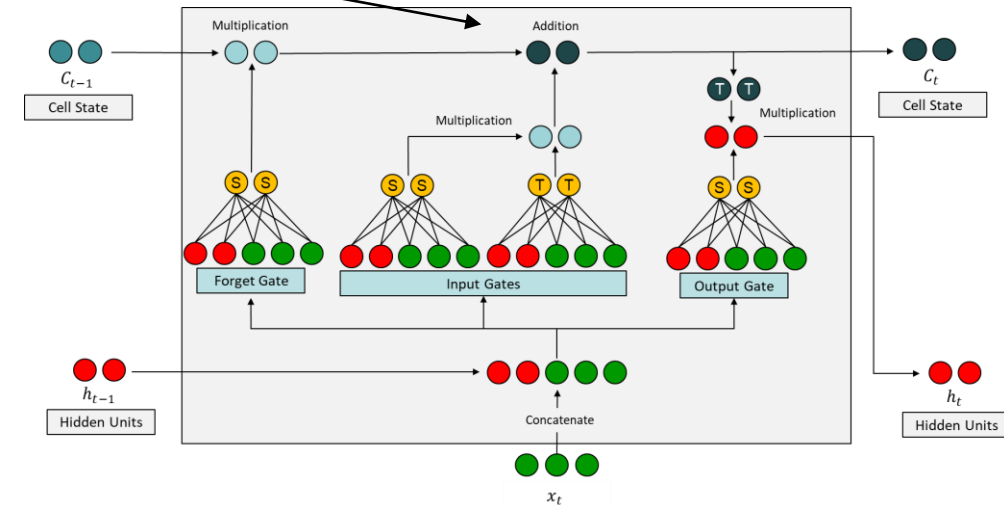 Multiplication
Addition
C_{t-1}
Cell State
C_t
Cell State
T T
Multiplication
Multiplication
S S
S S
T T
S S
Forget Gate
Input Gates
Output Gate
h_{t-1}
Hidden Units
h_t
Hidden Units
Concatenate
x_t